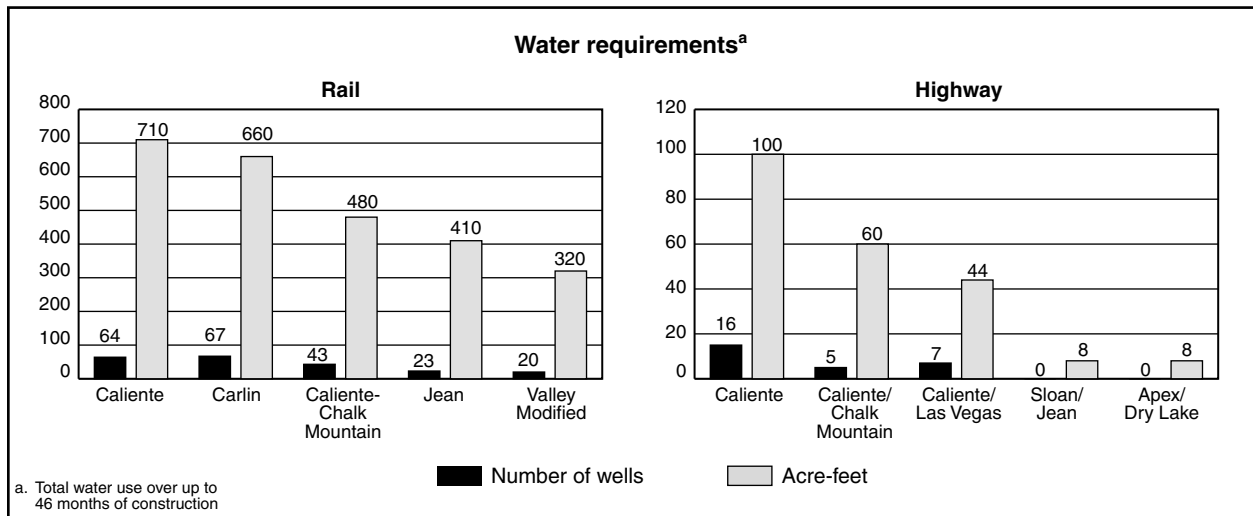 Water requirementsa
Rail
800
700
600
500
400
300
200
100
0
710
660
480
410
320
64
67
43
23
20
Caliente
Carlin
Caliente-
Chalk
Mountain
Jean
Valley
Modified
Highway
120
100
80
60
40
20
0
100
60
44
8
8
16
5
7
0
0
Caliente
Caliente/
Chalk
Mountain
Caliente/
Las Vegas
Sloan/
Jean
Apex/
Dry Lake
Number of wells
Acre-feet
a. Total water use over up to
46 months of construction